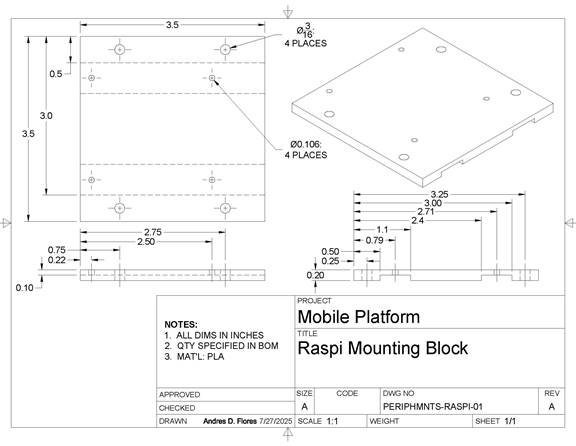 3.5
Ø 3/16:
4 PLACES
0.5
3.0
3.5
Ø0.106:
4 PLACES
2.75
2.50
0.75
0.22
0.10
3.25
3.00
2.71
2.4
1.1
0.79
0.50
0.25
0.20
NOTES:
1. ALL DIMS IN INCHES
2. QTY SPECIFIED IN BOM
3. MAT'L: PLA
PROJECT
Mobile Platform
TITLE
Raspi Mounting Block
APPROVED
CHECKED
DRAWN Andres D. Flores 7/27/2025
SIZE CODE DWG NO REV
A PERIPHMNTS-RASPI-01 A
SCALE 1:1 WEIGHT SHEET 1/1